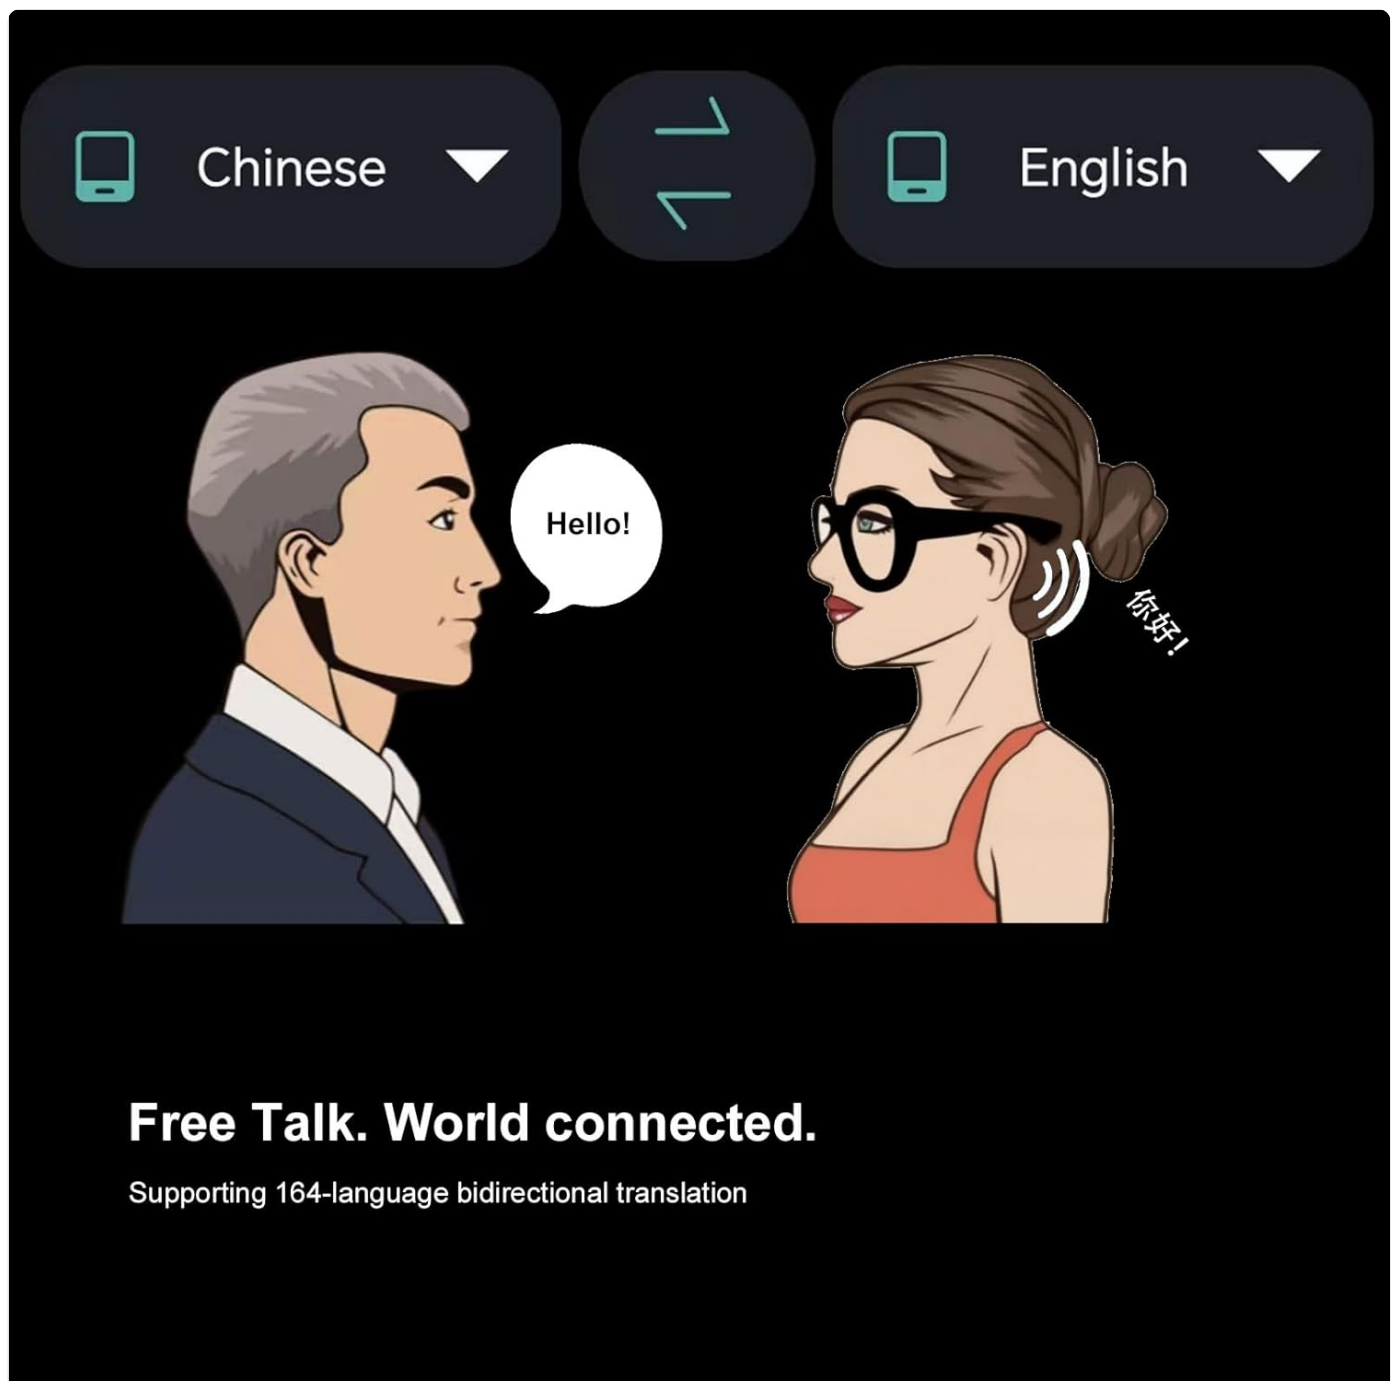 Chinese
English
Hello!
你好!
Free Talk. World connected.
Supporting 164-language bidirectional translation